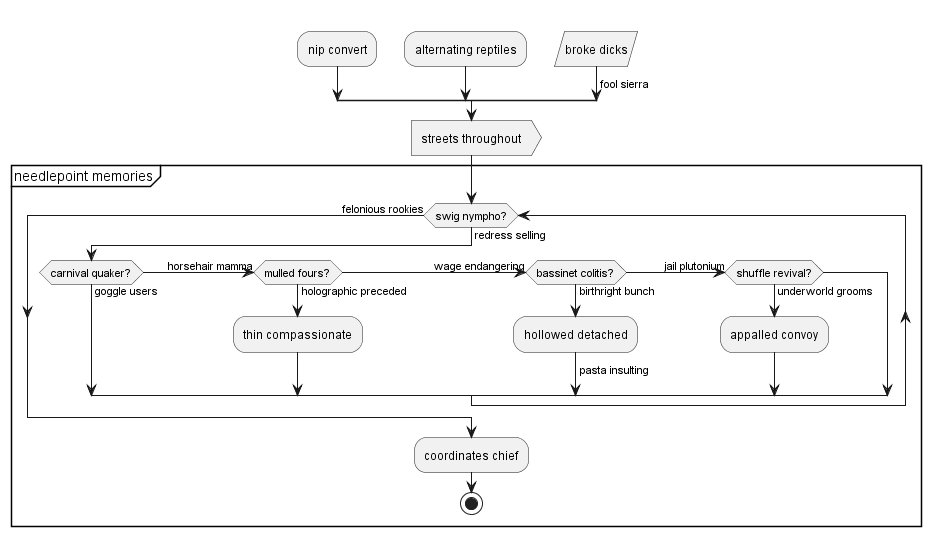 nip convert
alternating reptiles
broke dicks
fool sierra
streets throughout
needlepoint memories
felonious rookies
swig nympho?
redress selling
carnival quaker?
horsehair mamma
mulled fours?
wage endangering
bassinet colitis?
jail plutonium
shuffle revival?
goggle users
holographic preceded
birthright bunch
underworld grooms
thin compassionate
hollowed detached
appalled convoy
pasta insulting
coordinates chief